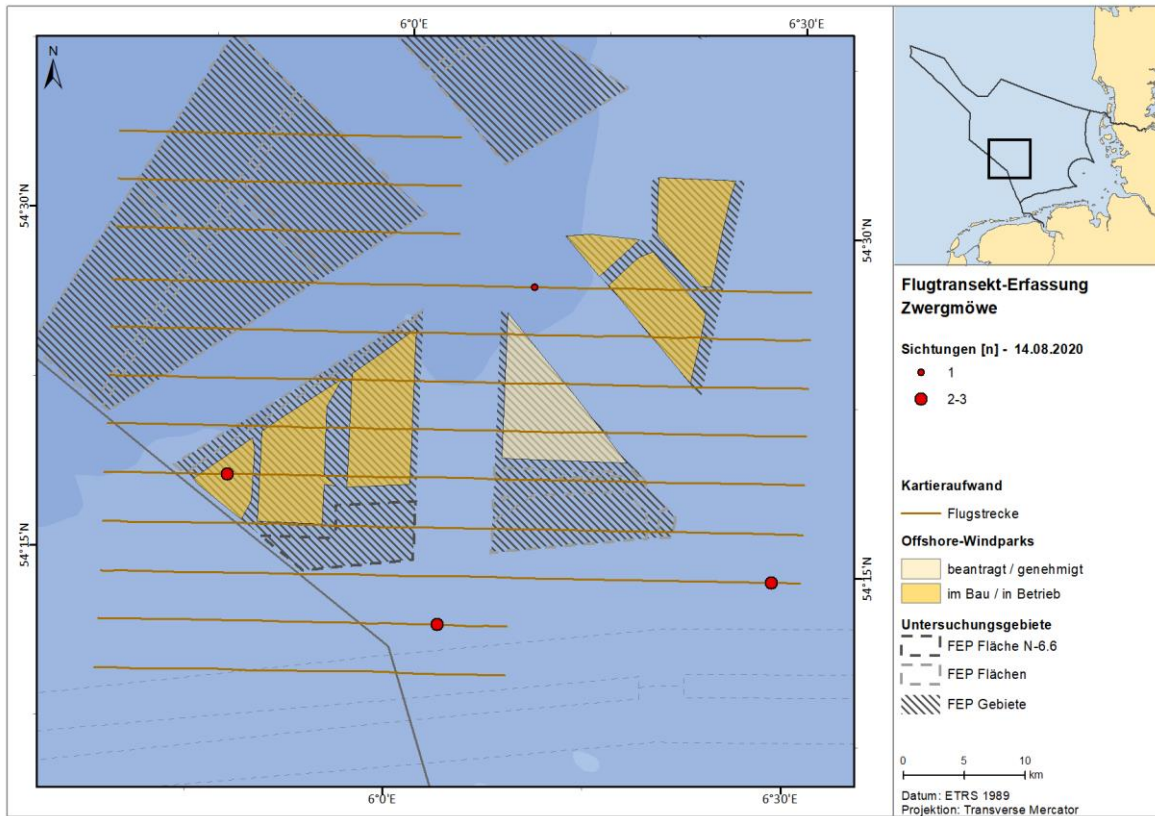 6°0'E
6°30'E
N
54°30'N
54°30'N
54°15'N
54°15'N
6°0'E
6°30'E
Flugtransekt-Erfassung
Zwergmöwe
Sichtungen [n] - 14.08.2020
1
2-3
Kartieraufwand
Flugstrecke
Offshore-Windparks
beantragt / genehmigt
im Bau / in Betrieb
Untersuchungsgebiete
FEP Fläche N-6.6
FEP Flächen
FEP Gebiete
0 5 10
km
Datum: ETRS 1989
Projektion: Transverse Mercator